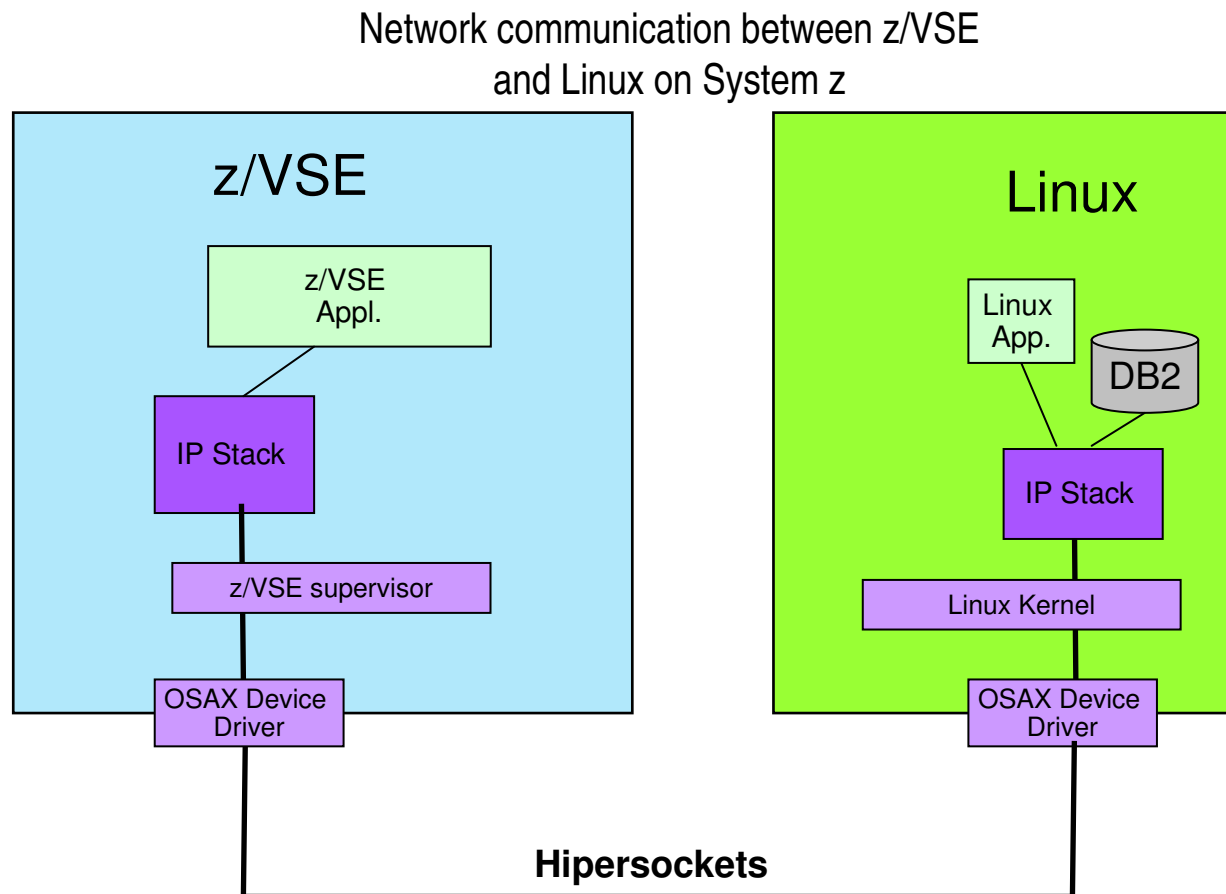 Network communication between z/VSE
and Linux on System z
z/VSE
z/VSE
Appl.
IP Stack
z/VSE supervisor
OSAX Device
Driver
Linux
Linux
App.
DB2
IP Stack
Linux Kernel
OSAX Device
Driver
Hipersockets